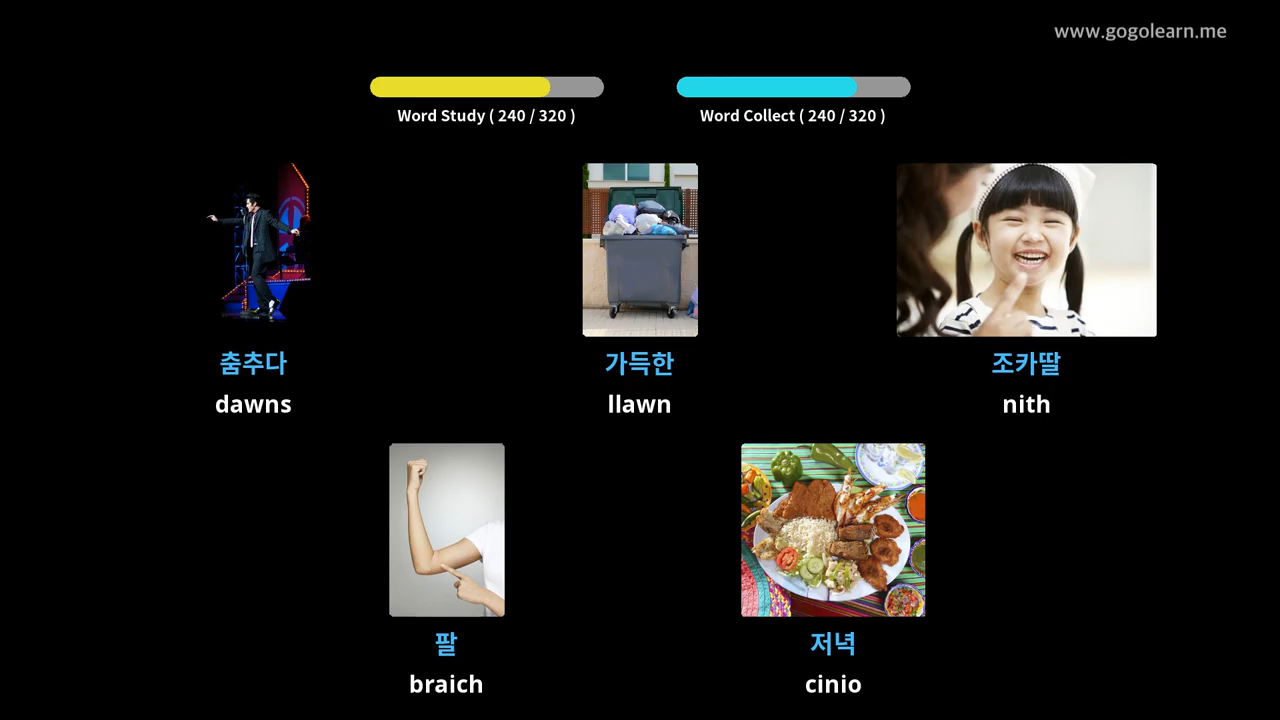 www.gogolearn.me
Word Study ( 240 / 320 )
Word Collect ( 240 / 320 )
춤추다
dawns
가득한
llawn
조카딸
nith
팔
braich
저녁
cinio